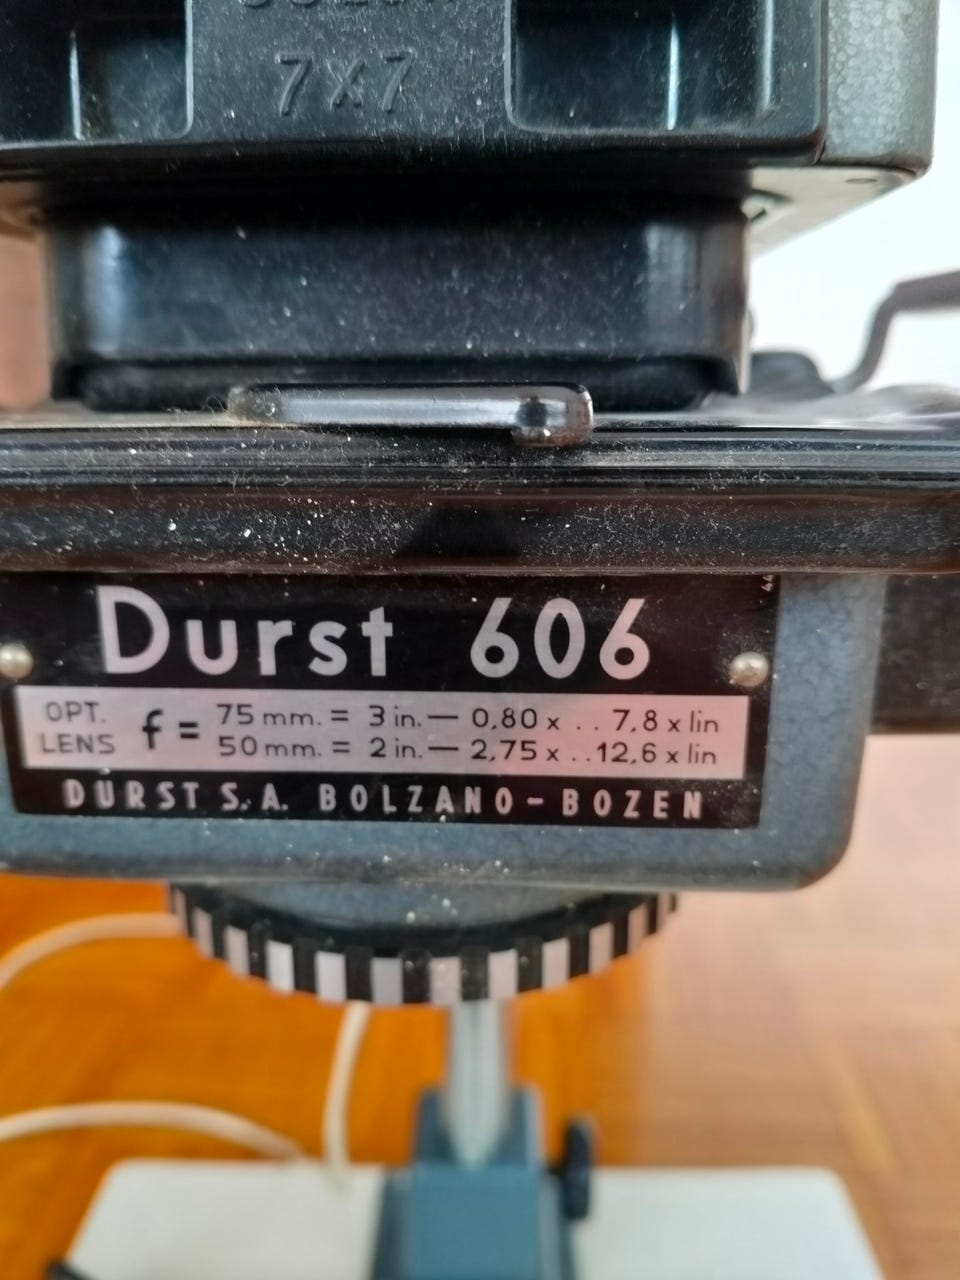 7X7
Durst 606
OPT. LENS f =
75 mm. = 3 in. — 0,80 x .. 7,8 x lin
50 mm. = 2 in. — 2,75 x .. 12,6 x lin
DURST S.A. BOLZANO - BOZEN